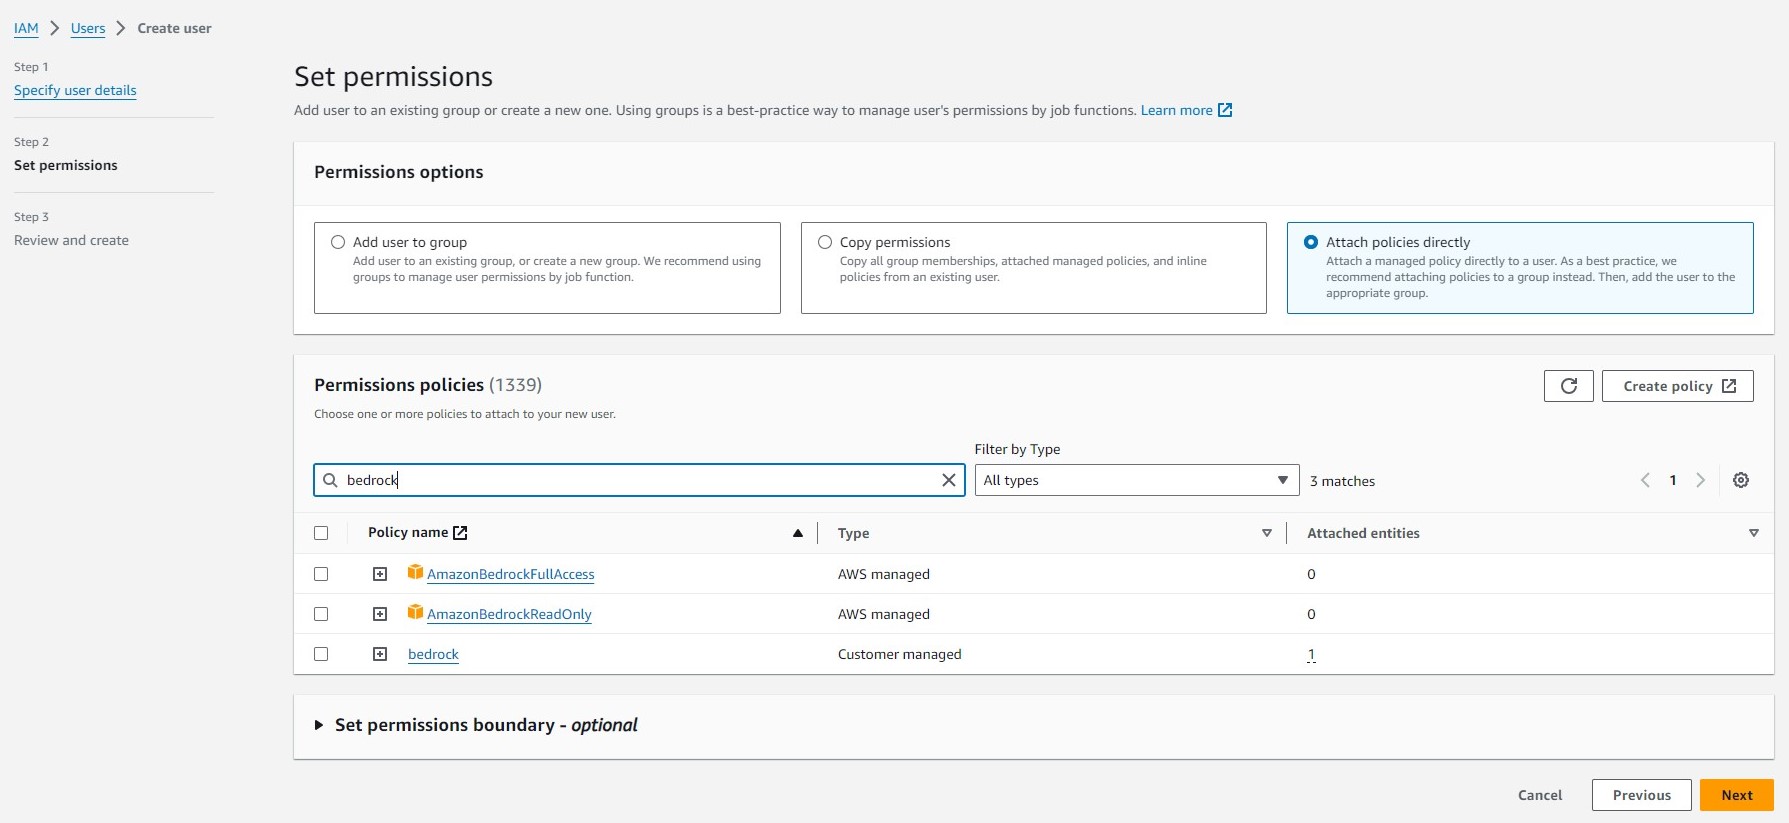 IAM > Users > Create user
Step 1
Specify user details
Step 2
Set permissions
Step 3
Review and create
Set permissions
Add user to an existing group or create a new one. Using groups is a best-practice way to manage user's permissions by job functions. Learn more
Permissions options
Add user to group
Add user to an existing group, or create a new group. We recommend using
groups to manage user permissions by job function.
Copy permissions
Copy all group memberships, attached managed policies, and inline
policies from an existing user.
Attach policies directly
Attach a managed policy directly to a user. As a best practice, we
recommend attaching policies to a group instead. Then, add the user to the
appropriate group.
Permissions policies (1339)
Create policy
Choose one or more policies to attach to your new user.
Filter by Type
bedrock
All types
3 matches
1
Policy name Type Attached entities
AmazonBedrockFullAccess AWS managed 0
AmazonBedrockReadOnly AWS managed 0
bedrock Customer managed 1
Set permissions boundary - optional
Cancel Previous Next